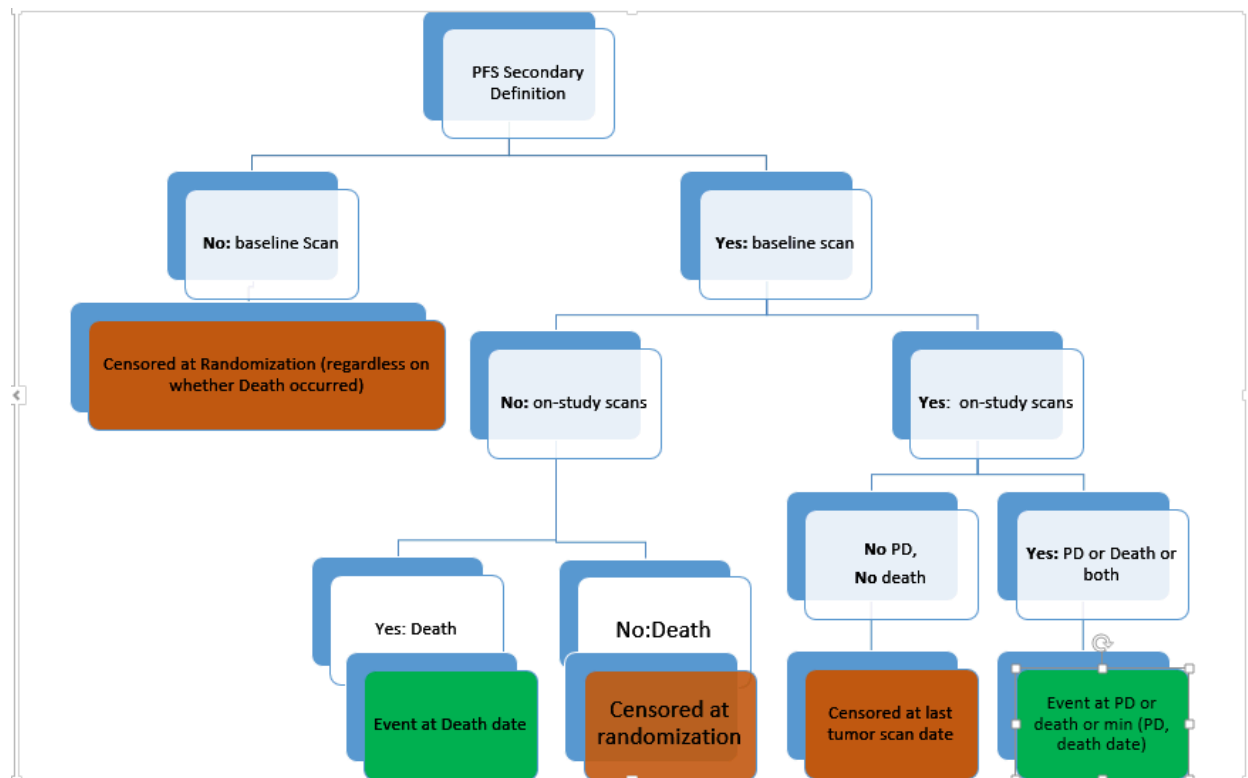 PFS Secondary
Definition
No: baseline Scan
Yes: baseline scan
Censored at Randomization (regardless on
whether Death occurred)
No: on-study scans
Yes:  on-study scans
No PD,
No death
Yes: PD or Death or
both
Yes: Death
No:Death
Event at Death date
Censored at
randomization
Censored at last
tumor scan date
Event at PD or
death or min (PD,
death date)